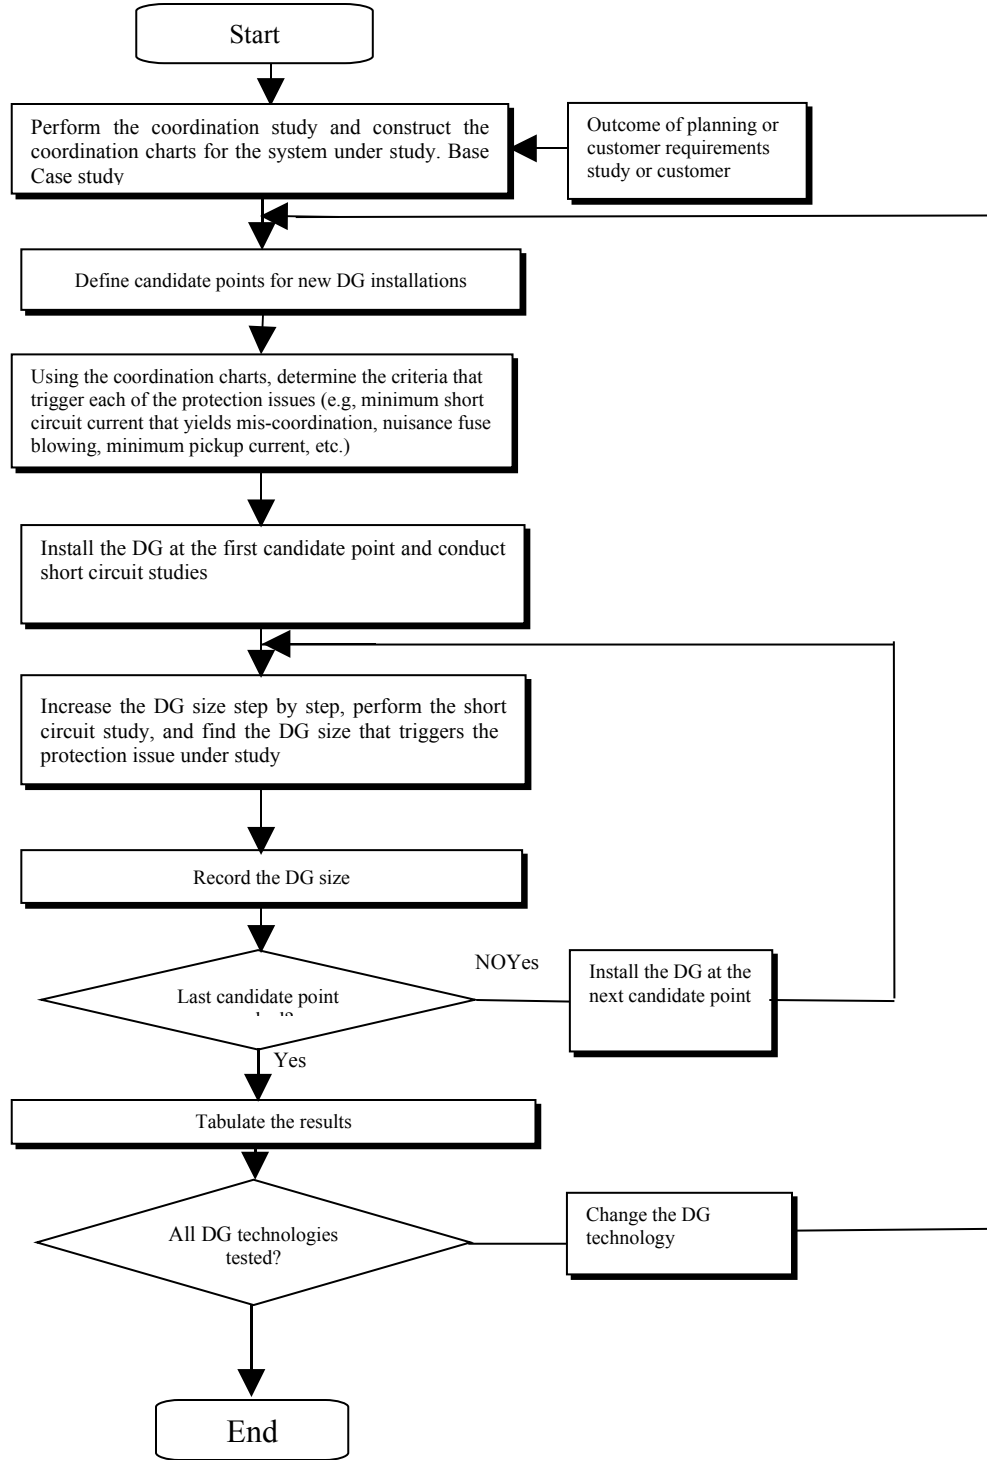 Start
Perform the coordination study and construct the
coordination charts for the system under study. Base
Case study
Outcome of planning or
customer requirements
study or customer
Define candidate points for new DG installations
Using the coordination charts, determine the criteria that
trigger each of the protection issues (e.g, minimum short
circuit current that yields mis-coordination, nuisance fuse
blowing, minimum pickup current, etc.)
Install the DG at the first candidate point and conduct
short circuit studies
Increase the DG size step by step, perform the short
circuit study, and find the DG size that triggers the
protection issue under study
Record the DG size
Last candidate point
NOYes
Install the DG at the
next candidate point
Yes
Tabulate the results
All DG technologies
tested?
Change the DG
technology
End